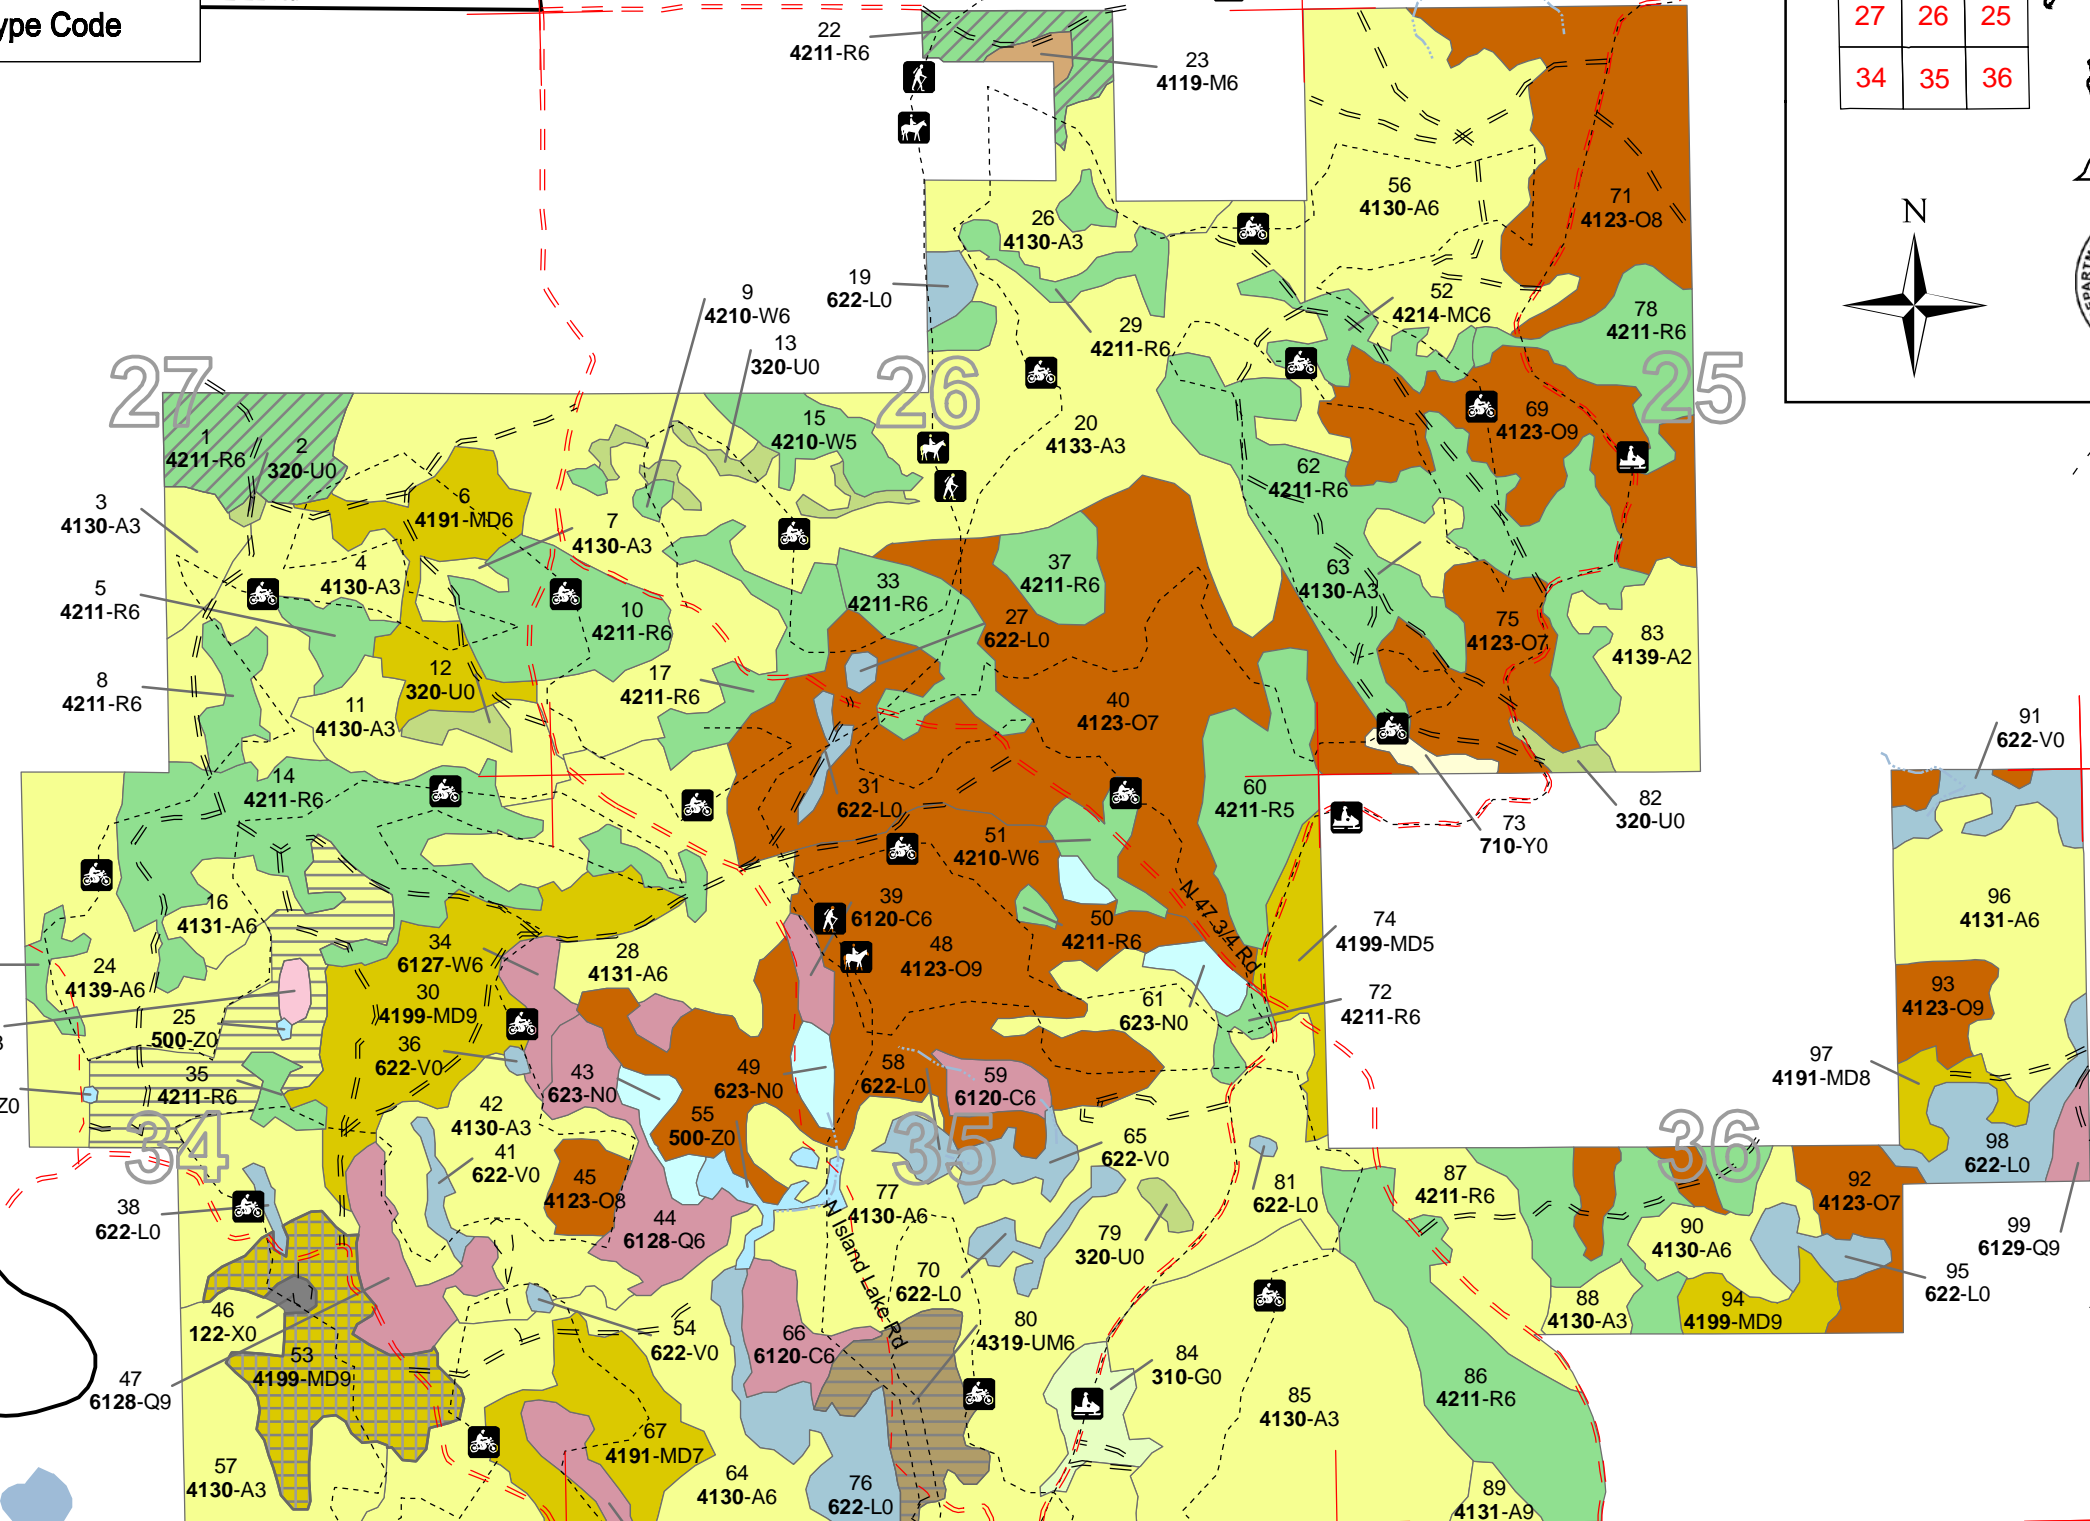 ype Code
27 26 25
34 35 36
N
22
4211-R6
23
4119-M6
56
4130-A6
71
4123-O8
26
4130-A3
19
622-L0
9
4210-W6
13
320-U0
29
4211-R6
52
4214-MC6
78
4211-R6
27
26
25
1
4211-R6
2
320-U0
15
4210-W5
20
4133-A3
69
4123-O9
62
4211-R6
3
4130-A3
6
4191-MD6
7
4130-A3
4
4130-A3
5
4211-R6
10
4211-R6
33
4211-R6
37
4211-R6
27
622-L0
63
4130-A3
75
4123-O7
83
4139-A2
8
4211-R6
12
320-U0
17
4211-R6
11
4130-A3
40
4123-O7
91
622-V0
14
4211-R6
31
622-L0
60
4211-R5
73
710-Y0
82
320-U0
51
4210-W6
16
4131-A6
39
6120-C6
50
4211-R6
N 47 3/4 Rd
74
4199-MD5
96
4131-A6
24
4139-A6
34
6127-W6
28
4131-A6
48
4123-O9
30
4199-MD9
61
623-N0
72
4211-R6
93
4123-O9
25
500-Z0
36
622-V0
35
4211-R6
43
623-N0
49
623-N0
58
622-L0
59
6120-C6
97
4191-MD8
Z0
42
4130-A3
55
500-Z0
34
35
36
41
622-V0
65
622-V0
98
622-L0
45
4123-O8
77
4130-A6
81
622-L0
87
4211-R6
92
4123-O7
38
622-L0
44
6128-Q6
N Island Lake Rd
79
320-U0
90
4130-A6
99
6129-Q9
70
622-L0
95
622-L0
46
122-X0
54
622-V0
80
4319-UM6
88
4130-A3
94
4199-MD9
53
4199-MD9
66
6120-C6
47
6128-Q9
84
310-G0
86
4211-R6
85
4130-A3
67
4191-MD7
57
4130-A3
64
4130-A6
76
622-L0
89
4131-A9